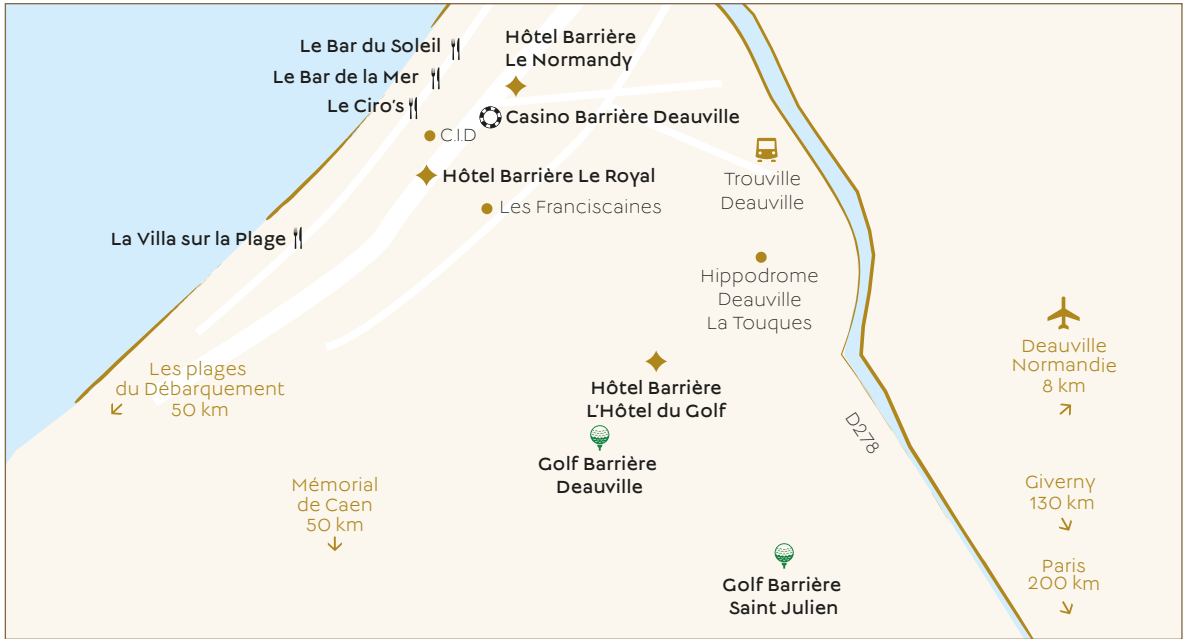 Hôtel Barrière
Le Normandy
Le Bar du Soleil
Le Bar de la Mer
Le Ciro's
Casino Barrière Deauville
C.I.D
Hôtel Barrière Le Royal
Les Franciscaines
Trouville
Deauville
La Villa sur la Plage
Hippodrome
Deauville
La Touques
Les plages
du Débarquement
50 km
Deauville
Normandie
8 km
Hôtel Barrière
L'Hôtel du Golf
D278
Golf Barrière
Deauville
Mémorial
de Caen
50 km
Giverny
130 km
Golf Barrière
Saint Julien
Paris
200 km